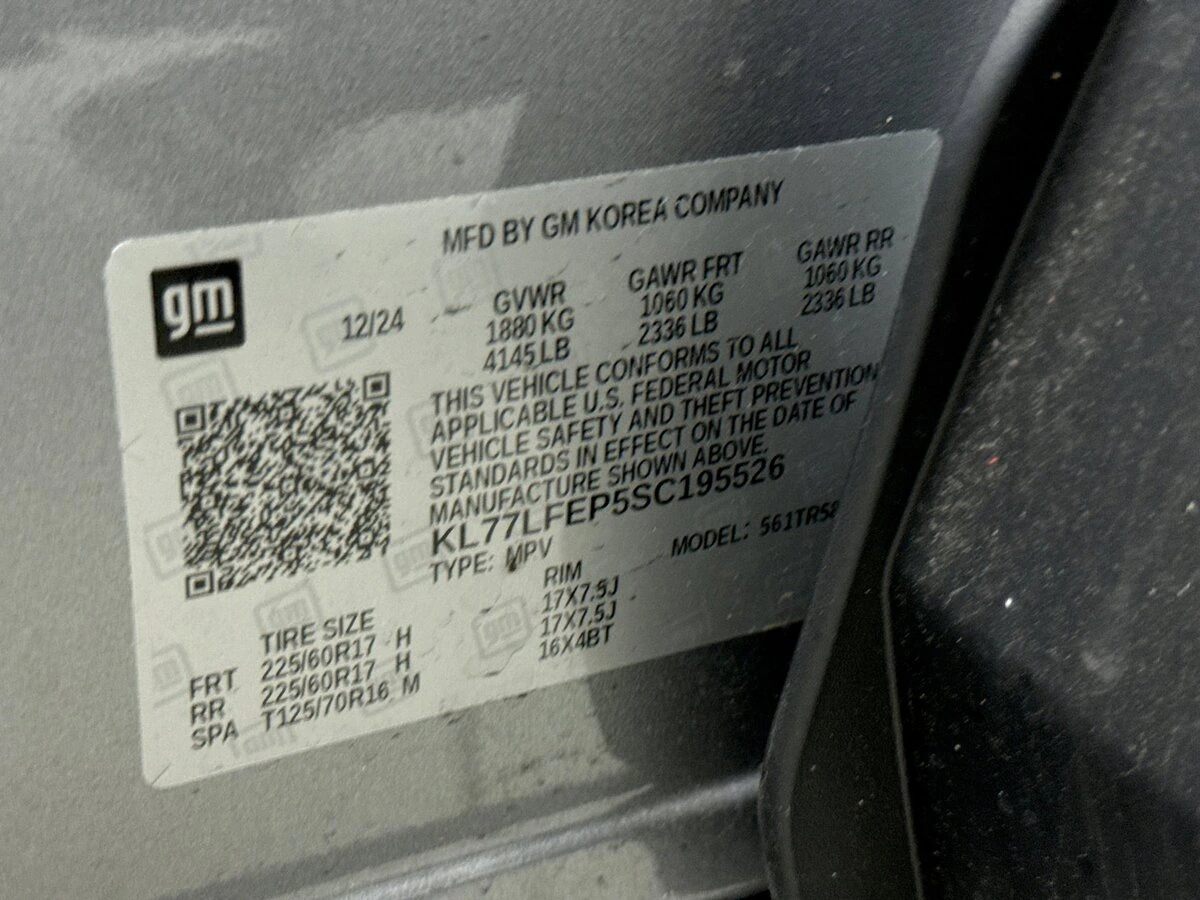 MFD BY GM KOREA COMPANY
gm
12/24
GVWR GAWR FRT GAWR RR
1880 KG 1060 KG 1060 KG
4145 LB 2336 LB 2336 LB
THIS VEHICLE CONFORMS TO ALL
APPLICABLE U.S. FEDERAL MOTOR
VEHICLE SAFETY AND THEFT PREVENTION
STANDARDS IN EFFECT ON THE DATE OF
MANUFACTURE SHOWN ABOVE.
KL77LFEP5SC195526
TYPE: MPV MODEL: 561TR58
TIRE SIZE RIM
FRT 225/60R17 H 17X7.5J
RR 225/60R17 H 17X7.5J
SPA T125/70R16 M 16X4BT